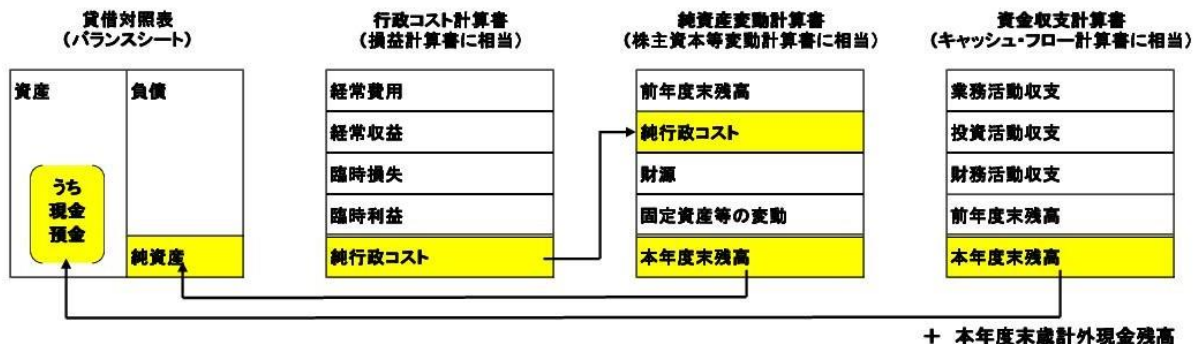 貸借対照表
(バランスシート)
資産
負債
うち
現金
預金
純資産
行政コスト計算書
(損益計算書に相当)
経常費用
経常収益
臨時損失
臨時利益
純行政コスト
純資産変動計算書
(株主資本等変動計算書に相当)
前年度末残高
純行政コスト
財源
固定資産等の変動
本年度末残高
資金収支計算書
(キャッシュ・フロー計算書に相当)
業務活動収支
投資活動収支
財務活動収支
前年度末残高
本年度末残高
+ 本年度末歳計外現金残高